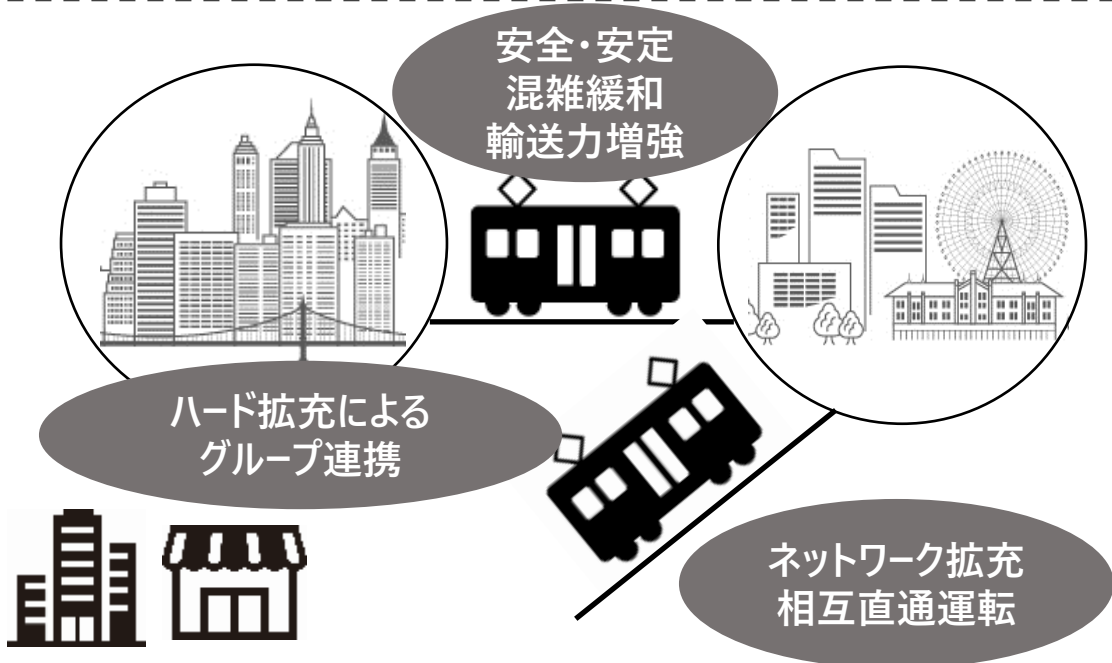 安全・安定
混雑緩和
輸送力増強
ハード拡充による
グループ連携
ネットワーク拡充
相互直通運転